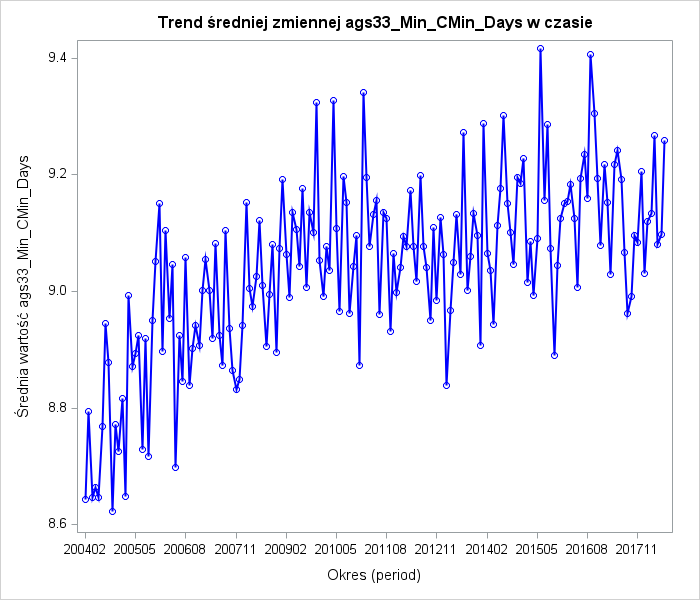 Trend średniej zmiennej ags33_Min_CMin_Days w czasie
Średnia wartość ags33_Min_CMin_Days
9.4
9.2
9.0
8.8
8.6
200402 200505 200608 200711 200902 201005 201108 201211 201402 201505 201608 201711
Okres (period)